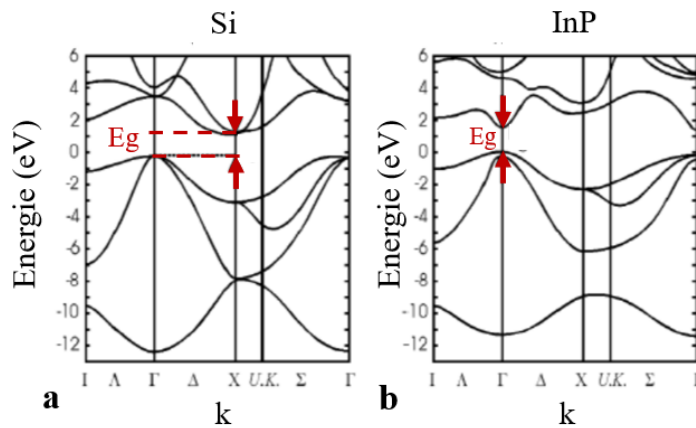 Si
InP
Energie (eV)
6
4
2
0
-2
-4
-6
-8
-10
-12
Eg
I Λ Γ Δ X U.K. Σ Γ
a
k
Energie (eV)
6
4
2
0
-2
-4
-6
-8
-10
-12
Eg
I Λ Γ Δ X U.K. Σ
b
k